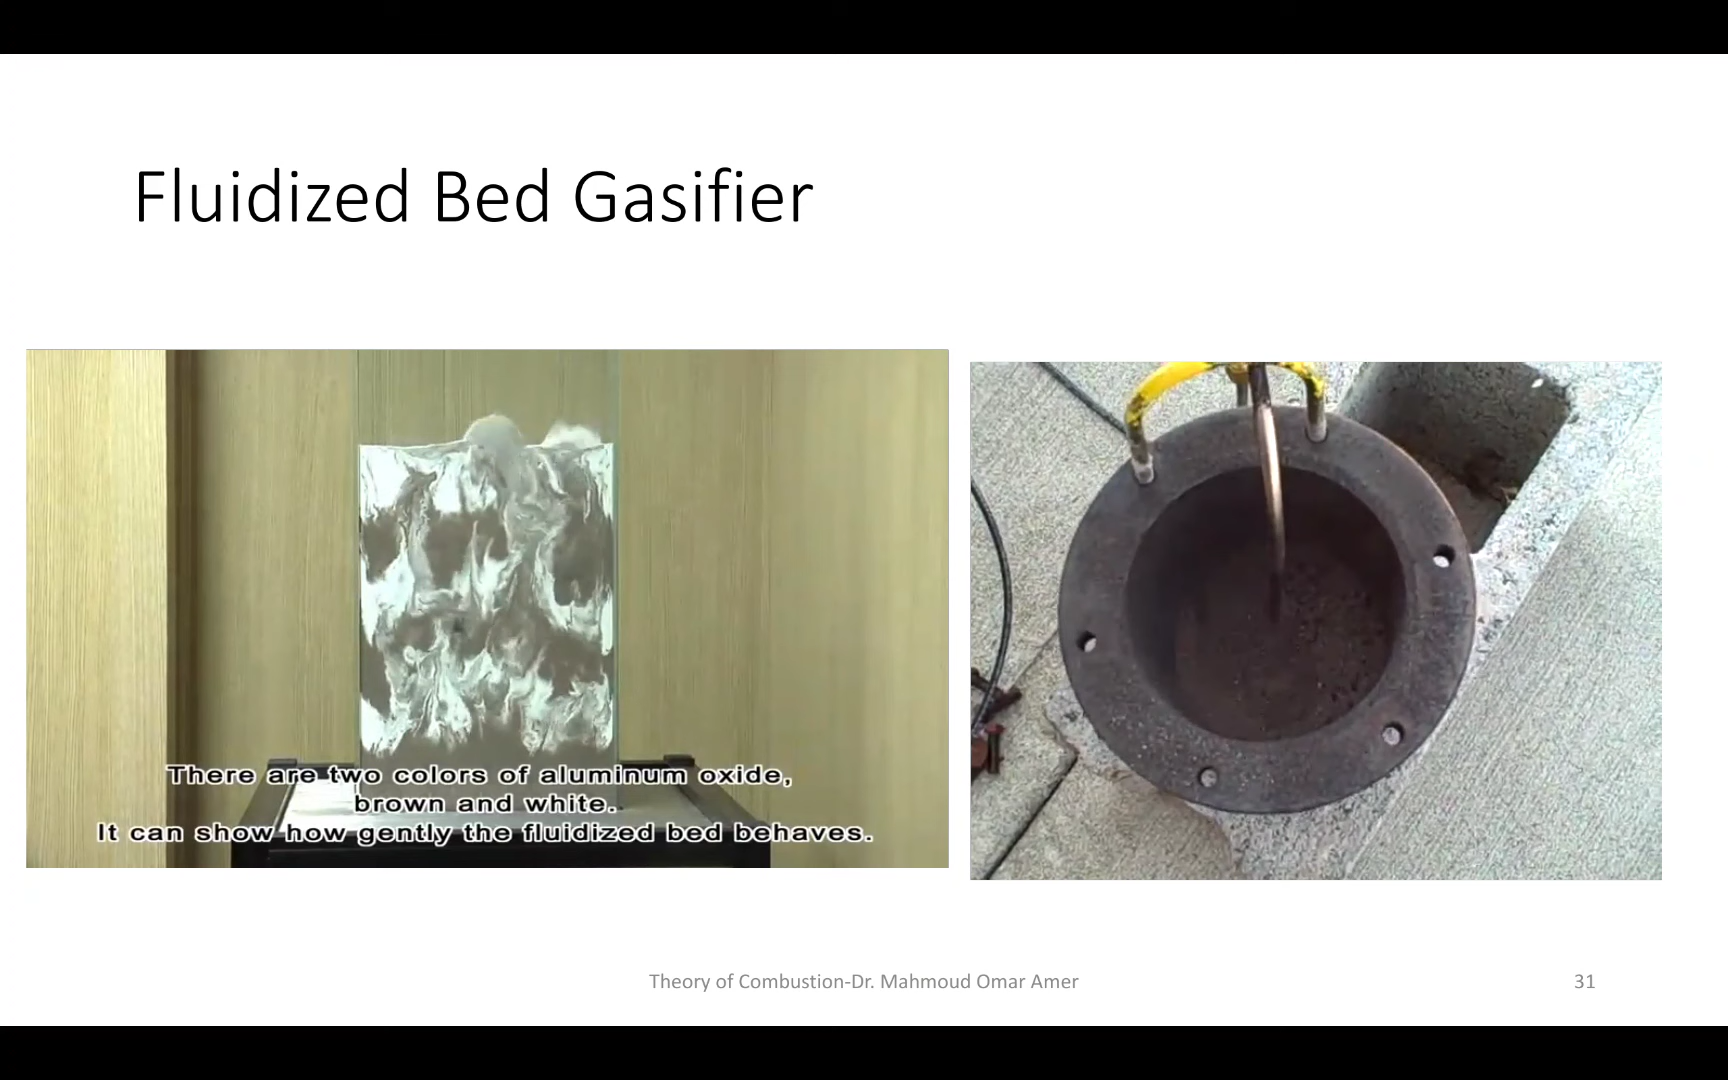 Fluidized Bed Gasifier
There are two colors of aluminum oxide,
brown and white.
It can show how gently the fluidized bed behaves.
Theory of Combustion-Dr. Mahmoud Omar Amer
31